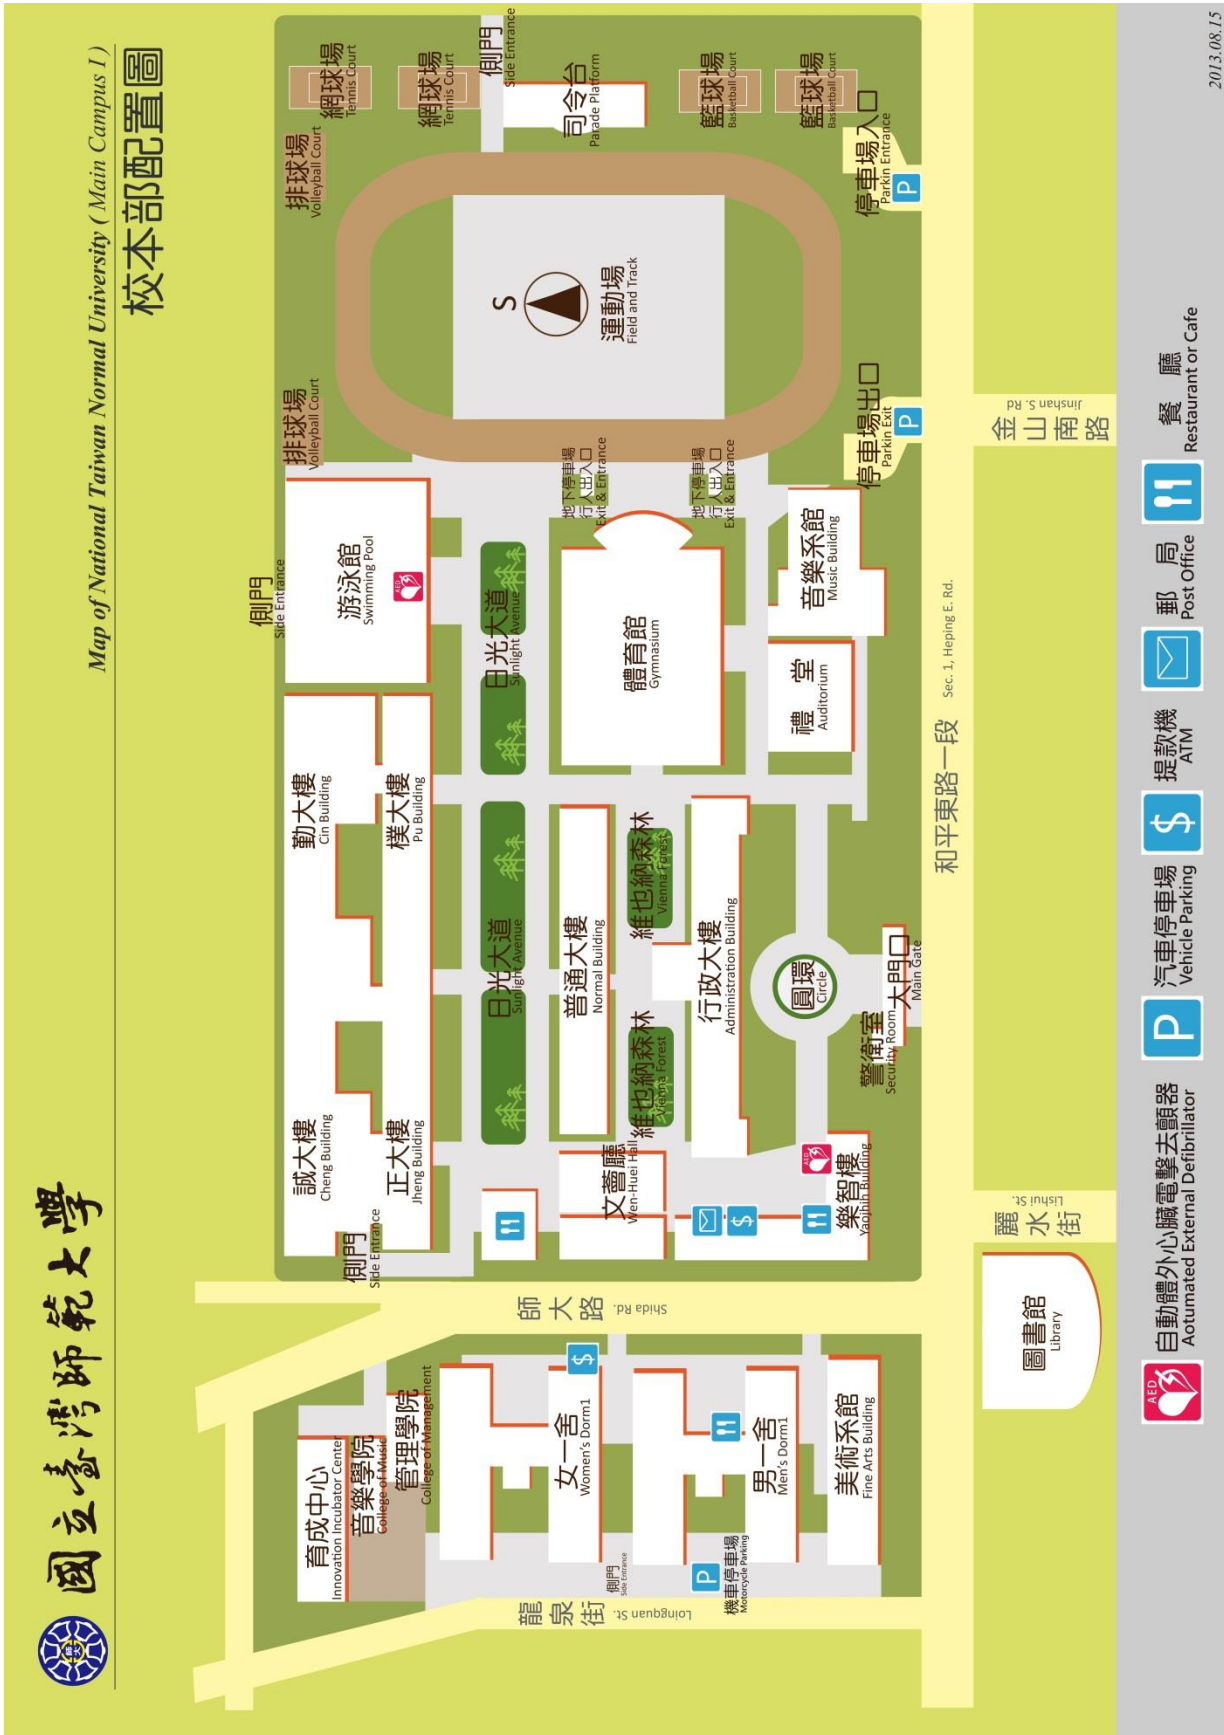 國立臺灣師範大學
Map of National Taiwan Normal University ( Main Campus I )
校本部配置圖
側門
Side Entrance
網球場
Tennis Court
網球場
Tennis Court
側門
Side Entrance
排球場
Volleyball Court
排球場
Volleyball Court
司令台
Parade Platform
籃球場
Basketball Court
籃球場
Basketball Court
停車場入口
Parkin Entrance
P
S
運動場
Field and Track
停車場出口
Parkin Exit
P
游泳館
Swimming Pool
AED
勤大樓
Cin Building
樸大樓
Pu Building
誠大樓
Cheng Building
正大樓
Jheng Building
側門
Side Entrance
日光大道
Sunlight Avenue
日光大道
Sunlight Avenue
地下停車場
行人出入口
Exit & Entrance
地下停車場
行人出入口
Exit & Entrance
體育館
Gymnasium
音樂系館
Music Building
禮 堂
Auditorium
普通大樓
Normal Building
維也納森林
Vienna Forest
維也納森林
Vienna Forest
行政大樓
Administration Building
圓環
Circle
警衛室
Security Room
大門口
Main Gate
文薈廳
Wen-Huei Hall
$
AED
樂智樓
Yaojhih Building
師大路
Shida Rd.
和平東路一段
Sec. 1, Heping E. Rd.
金山南路
Jinshan S. Rd
麗水街
Lishui St.
圖書館
Library
育成中心
Innovation Incubator Center
音樂學院
College of Music
管理學院
College of Management
$
女一舍
Women's Dorm1
側門
Side Entrance
男一舍
Men's Dorm1
P
機車停車場
Motorcycle Parking
美術系館
Fine Arts Building
龍泉街
Loingquan St.
AED
自動體外心臟電擊去顫器
Aotumated External Defibrillator
P
汽車停車場
Vehicle Parking
$
提款機
ATM
郵 局
Post Office
餐 廳
Restaurant or Cafe
2013.08.15